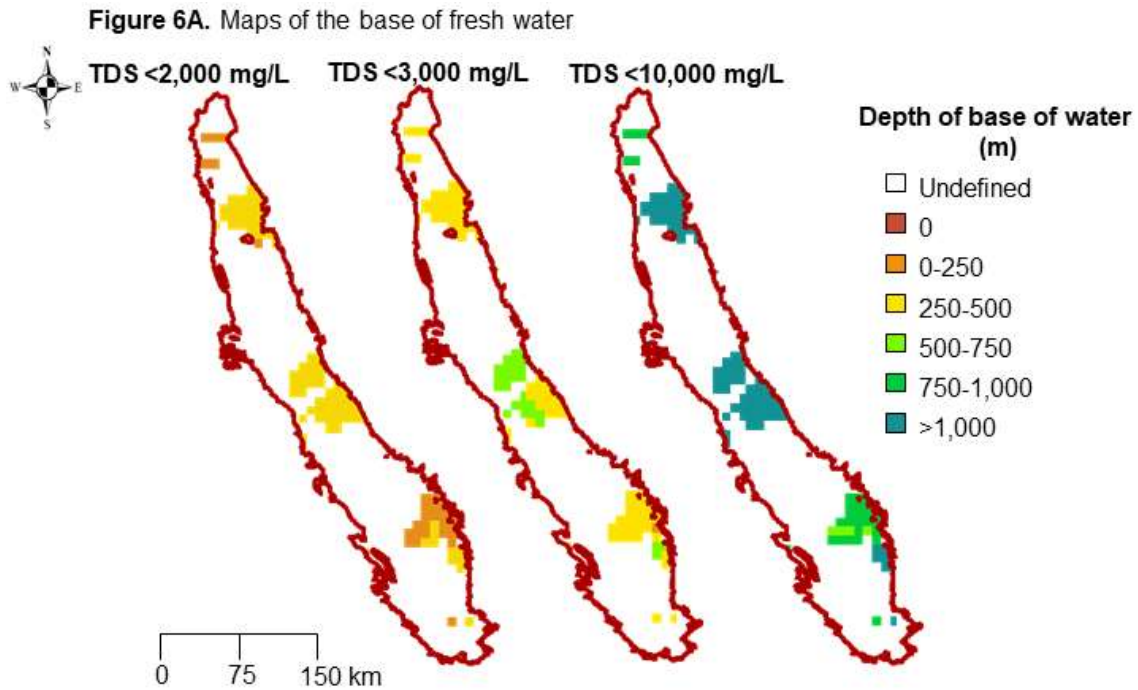 Figure 6A. Maps of the base of fresh water
N
W E
S
TDS <2,000 mg/L TDS <3,000 mg/L TDS <10,000 mg/L
Depth of base of water
(m)
Undefined
0
0-250
250-500
500-750
750-1,000
>1,000
0 75 150 km